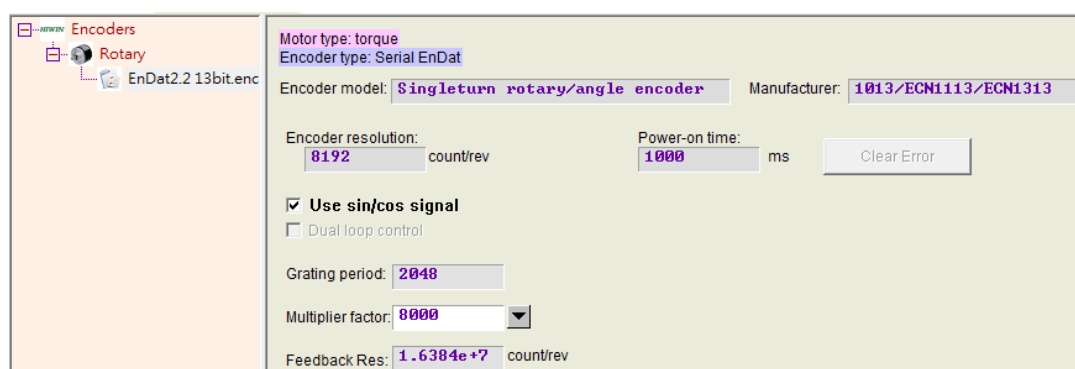 HIWIN Encoders
Rotary
EnDat2.2 13bit.enc
Motor type: torque
Encoder type: Serial EnDat
Encoder model: Singleturn rotary/angle encoder Manufacturer: 1013/ECN1113/ECN1313
Encoder resolution: Power-on time:
8192 count/rev 1000 ms Clear Error
Use sin/cos signal
Dual loop control
Grating period: 2048
Multiplier factor: 8000
Feedback Res: 1.6384e+7 count/rev